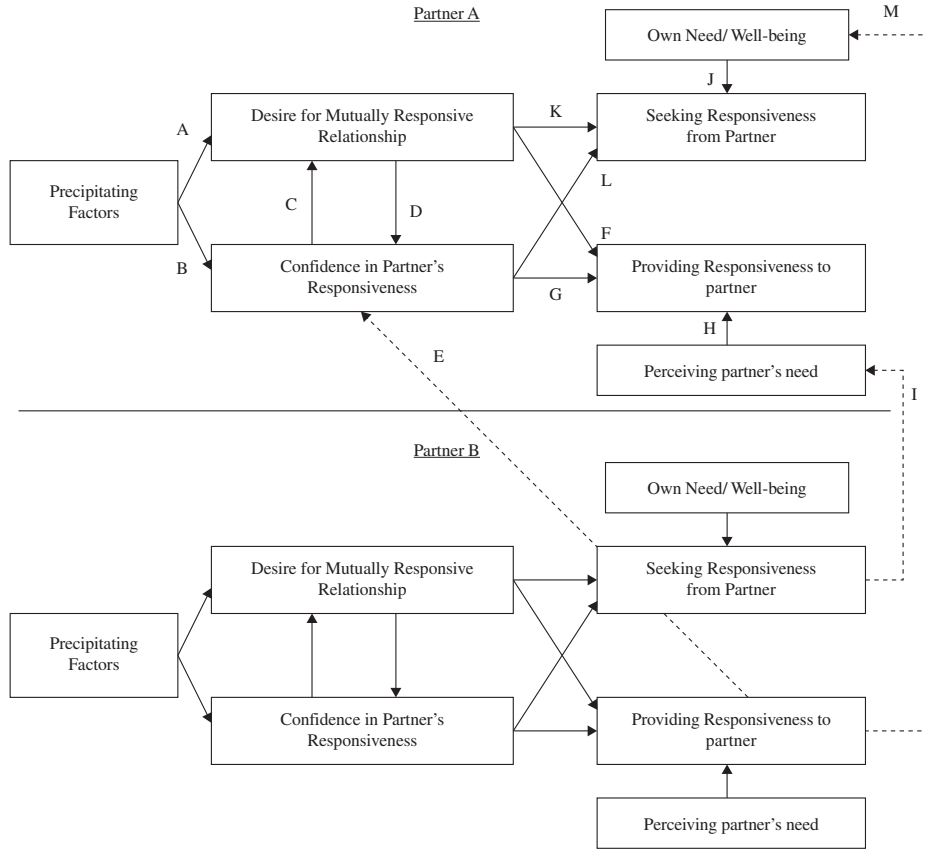 Partner A
M
Own Need/ Well-being
J
A
Desire for Mutually Responsive
Relationship
K
Seeking Responsiveness
from Partner
Precipitating
Factors
C
D
L
F
B
Confidence in Partner's
Responsiveness
G
Providing Responsiveness to
partner
H
E
Perceiving partner's need
I
Partner B
Own Need/ Well-being
Desire for Mutually Responsive
Relationship
Seeking Responsiveness
from Partner
Precipitating
Factors
Confidence in Partner's
Responsiveness
Providing Responsiveness to
partner
Perceiving partner's need